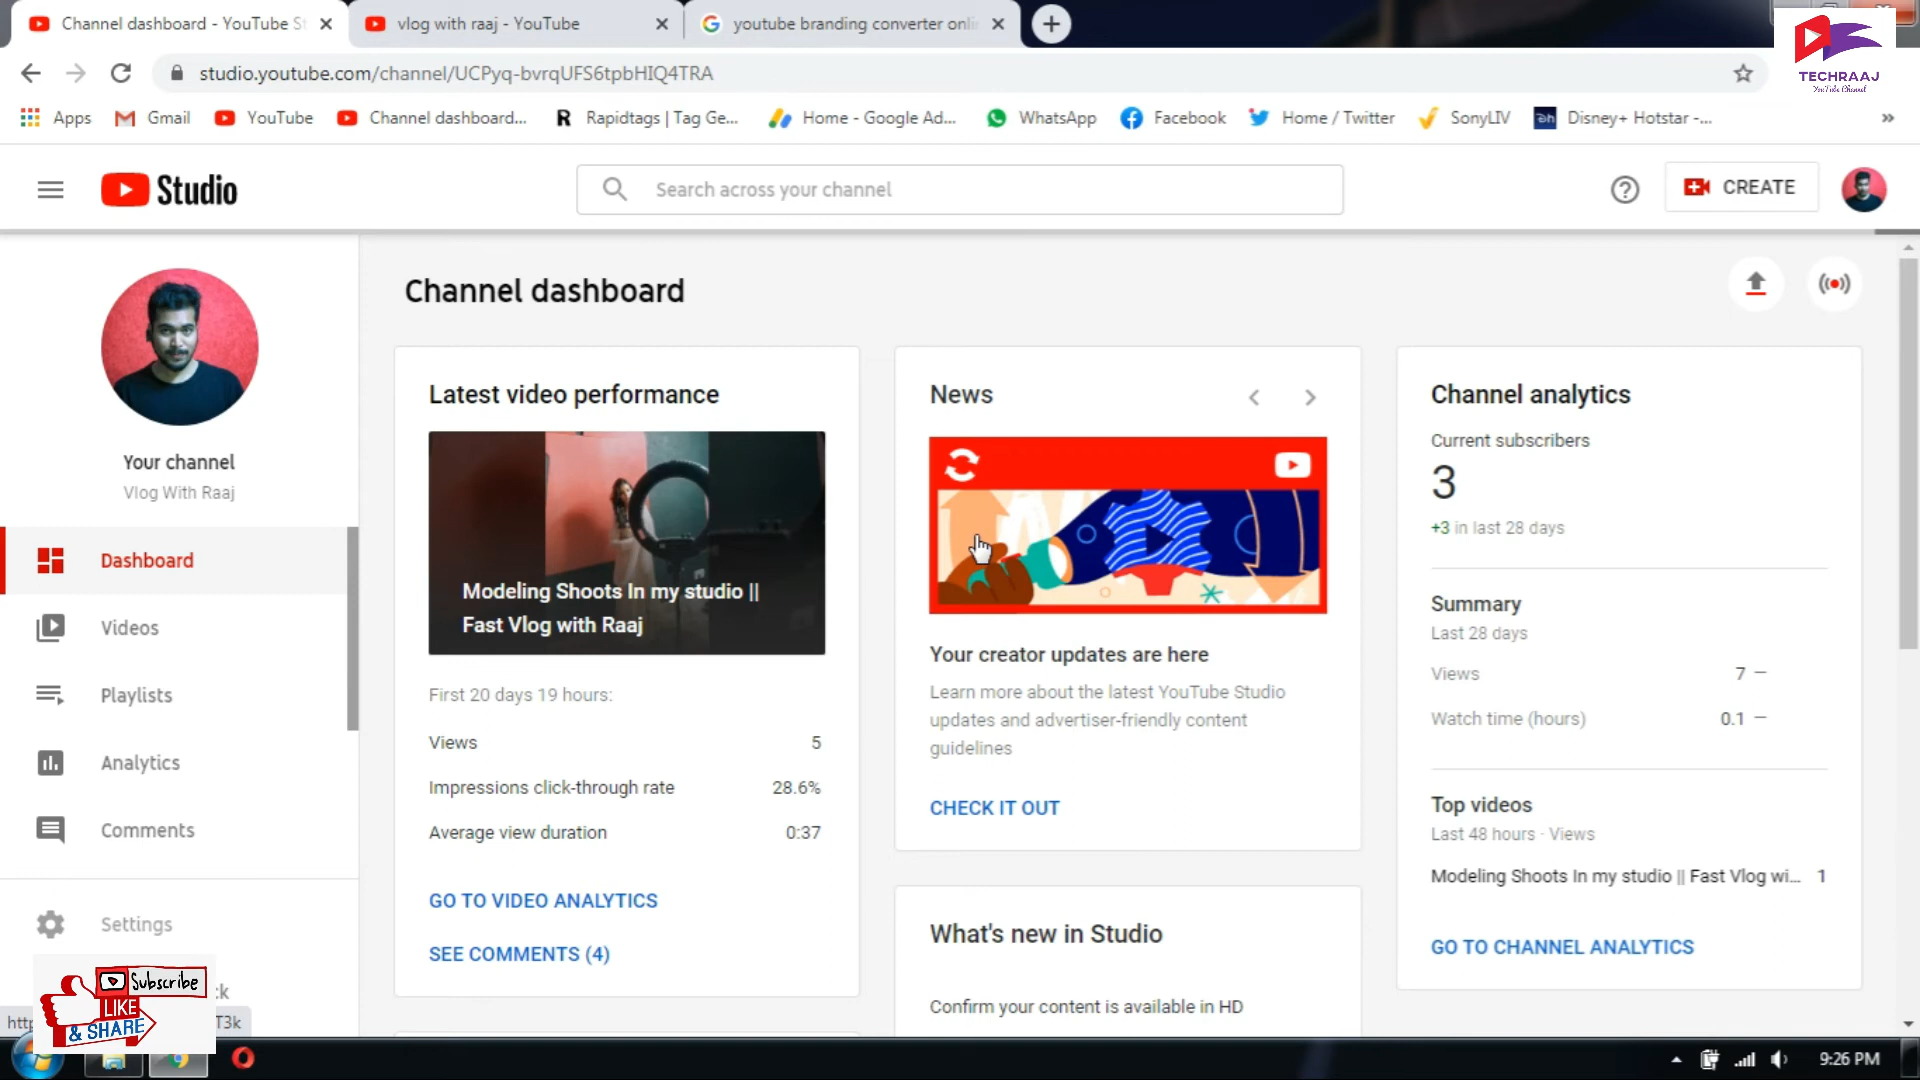 Channel dashboard - YouTube St
vlog with raaj - YouTube
youtube branding converter onli
TECHRAAJ
YouTube Channel
studio.youtube.com/channel/UCPyq-bvrqUFS6tpbHIQ4TRA
Apps
Gmail
YouTube
Channel dashboard...
Rapidtags | Tag Ge...
Home - Google Ad...
WhatsApp
Facebook
Home / Twitter
SonyLIV
Disney+ Hotstar -...
Studio
Search across your channel
CREATE
Channel dashboard
Your channel
Vlog With Raaj
Dashboard
Videos
Playlists
Analytics
Comments
Settings
Latest video performance
Modeling Shoots In my studio ||
Fast Vlog with Raaj
First 20 days 19 hours:
Views 5
Impressions click-through rate 28.6%
Average view duration 0:37
GO TO VIDEO ANALYTICS
SEE COMMENTS (4)
News
Your creator updates are here
Learn more about the latest YouTube Studio
updates and advertiser-friendly content
guidelines
CHECK IT OUT
What's new in Studio
Confirm your content is available in HD
Channel analytics
Current subscribers
3
+3 in last 28 days
Summary
Last 28 days
Views 7 —
Watch time (hours) 0.1 —
Top videos
Last 48 hours · Views
Modeling Shoots In my studio || Fast Vlog wi... 1
GO TO CHANNEL ANALYTICS
Subscribe
LIKE
& SHARE
ck
http
T3k
9:26 PM